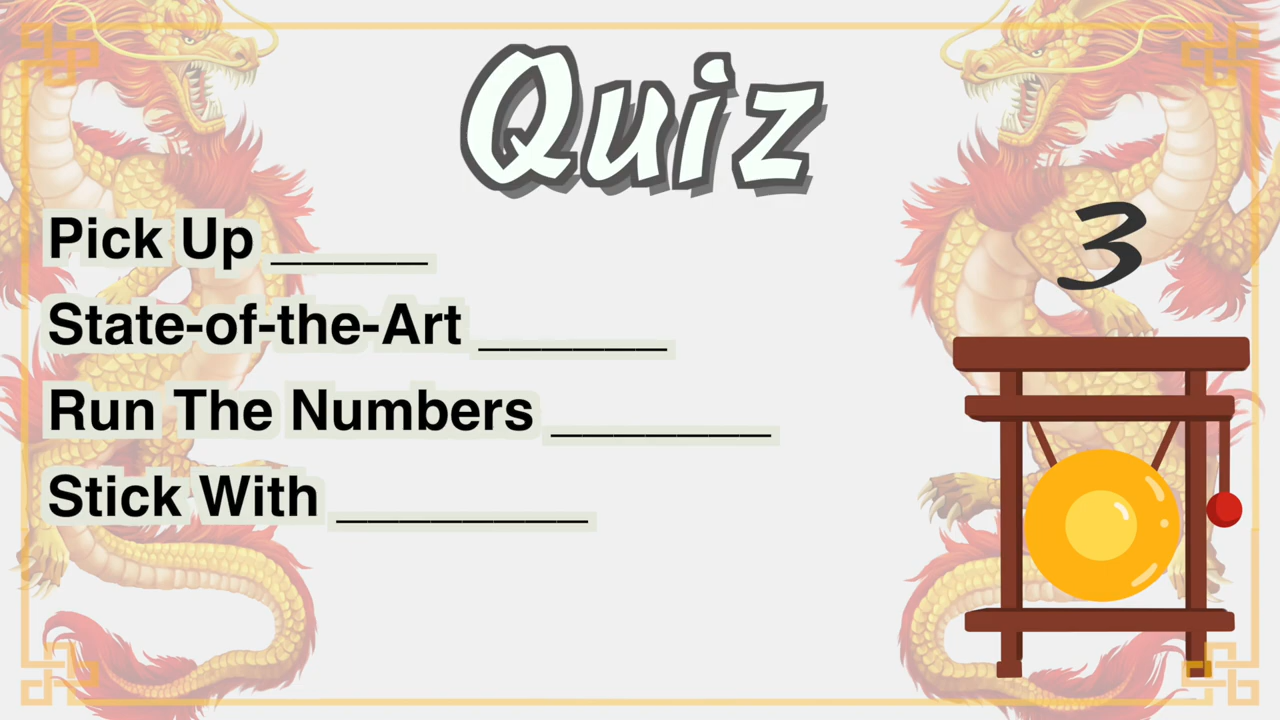 Quiz
Pick Up _____
State-of-the-Art ______
Run The Numbers _______
Stick With ________
3